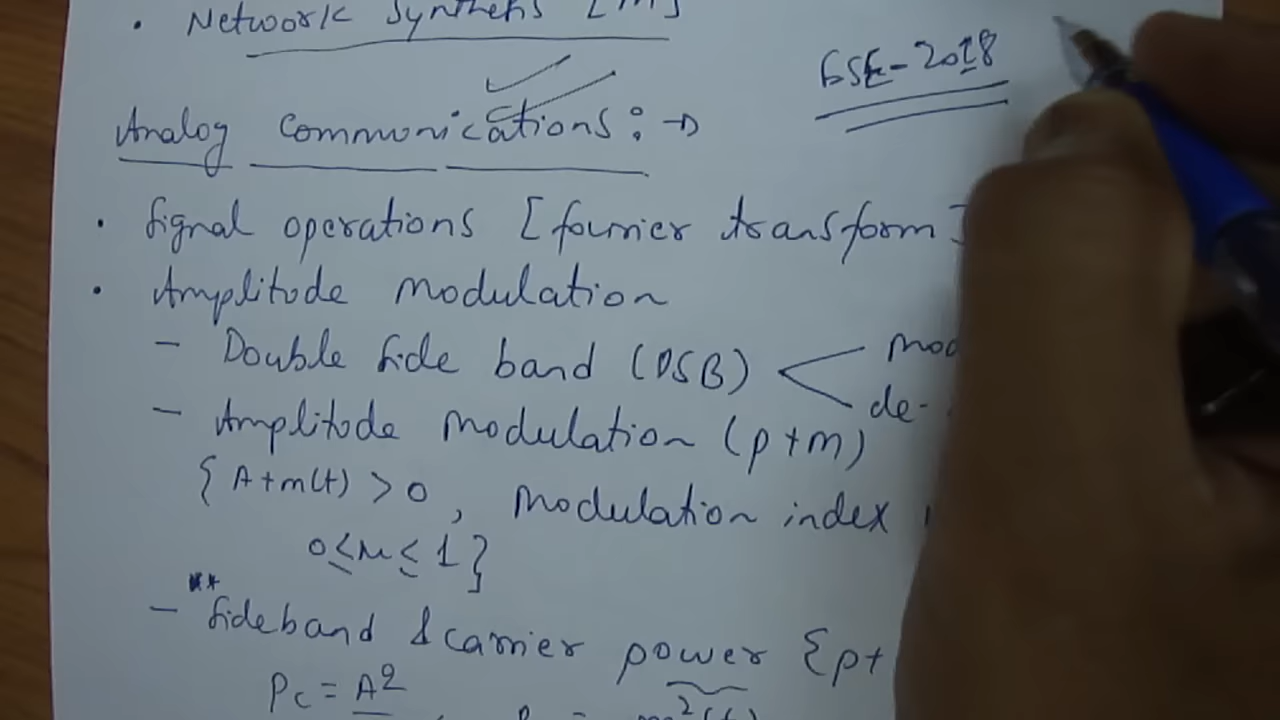 • Network Synthesis [M]
ESE-2018
Analog Communications: →
• Signal operations [fourier transform]
• Amplitude modulation
- Double side band (DSB) < mod
de-
- Amplitude modulation (p+m)
{A+m(t) > 0, modulation index
0 ≤ μ ≤ 1}
- ** Sideband & carrier power {p+
Pc = A²
m²(t)